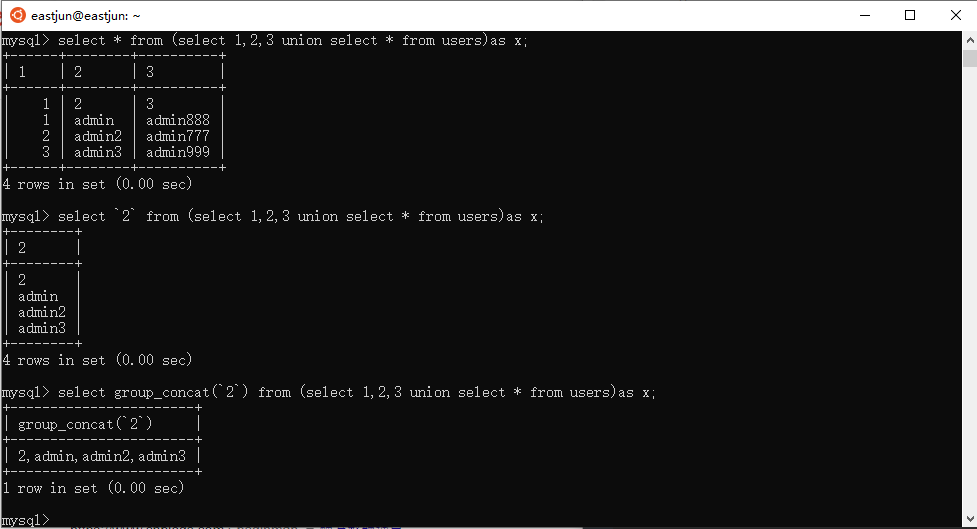 eastjun@eastjun: ~
mysql> select * from (select 1,2,3 union select * from users)as x;
+------+--------+----------+
| 1    | 2      | 3        |
+------+--------+----------+
|    1 | 2      | 3        |
|    1 | admin  | admin888 |
|    2 | admin2 | admin777 |
|    3 | admin3 | admin999 |
+------+--------+----------+
4 rows in set (0.00 sec)
mysql> select `2` from (select 1,2,3 union select * from users)as x;
+--------+
| 2      |
+--------+
| 2      |
| admin  |
| admin2 |
| admin3 |
+--------+
4 rows in set (0.00 sec)
mysql> select group_concat(`2`) from (select 1,2,3 union select * from users)as x;
+-----------------------+
| group_concat(`2`)     |
+-----------------------+
| 2,admin,admin2,admin3 |
+-----------------------+
1 row in set (0.00 sec)
mysql>